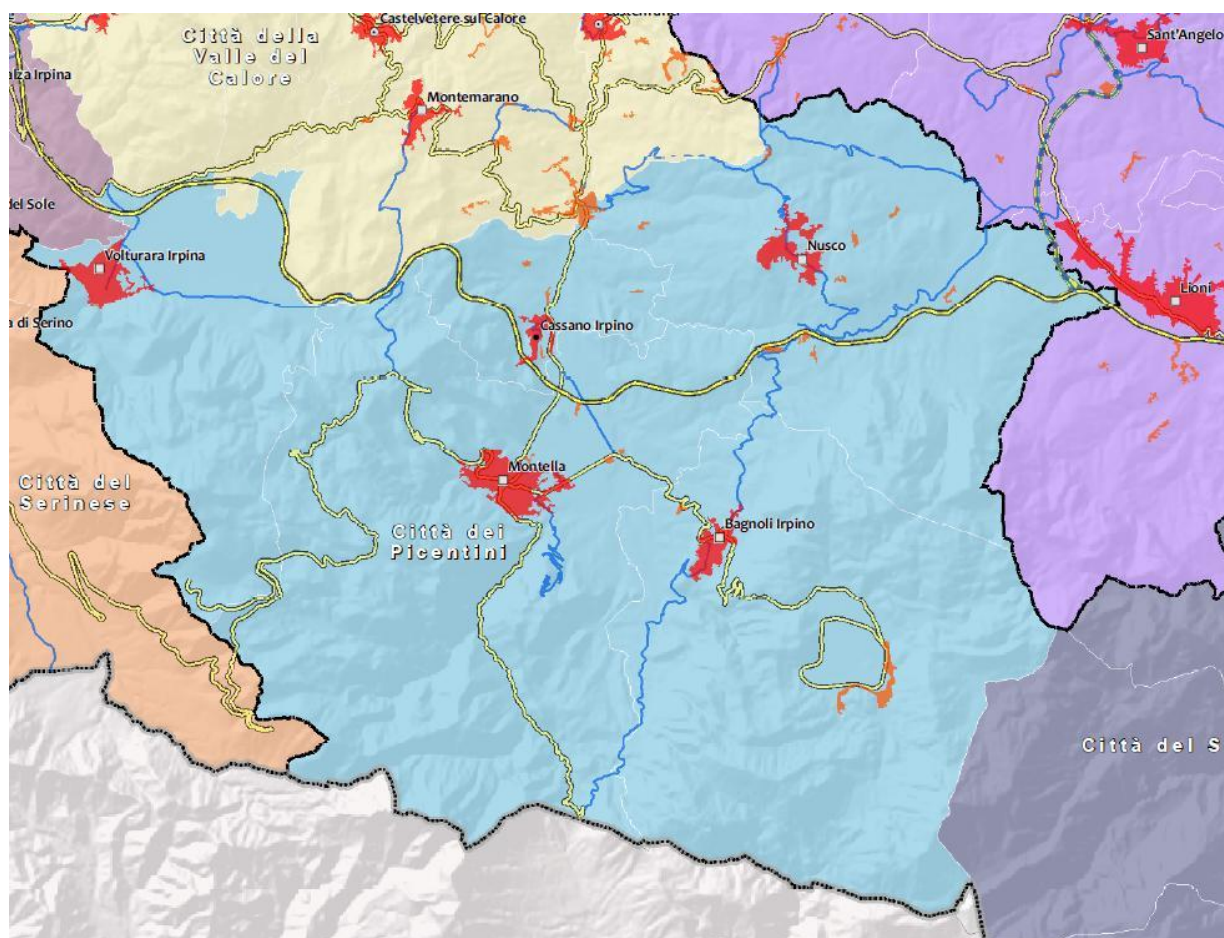 Castelvetere sul Calore
Città della
Valle del
Calore
Sant'Angelo
alza Irpina
Montemarano
del Sole
Nusco
Volturara Irpina
Lioni
a di Serino
Cassano Irpino
Montella
Città del
Serinese
Città dei
Picentini
Bagnoli Irpino
Città del S